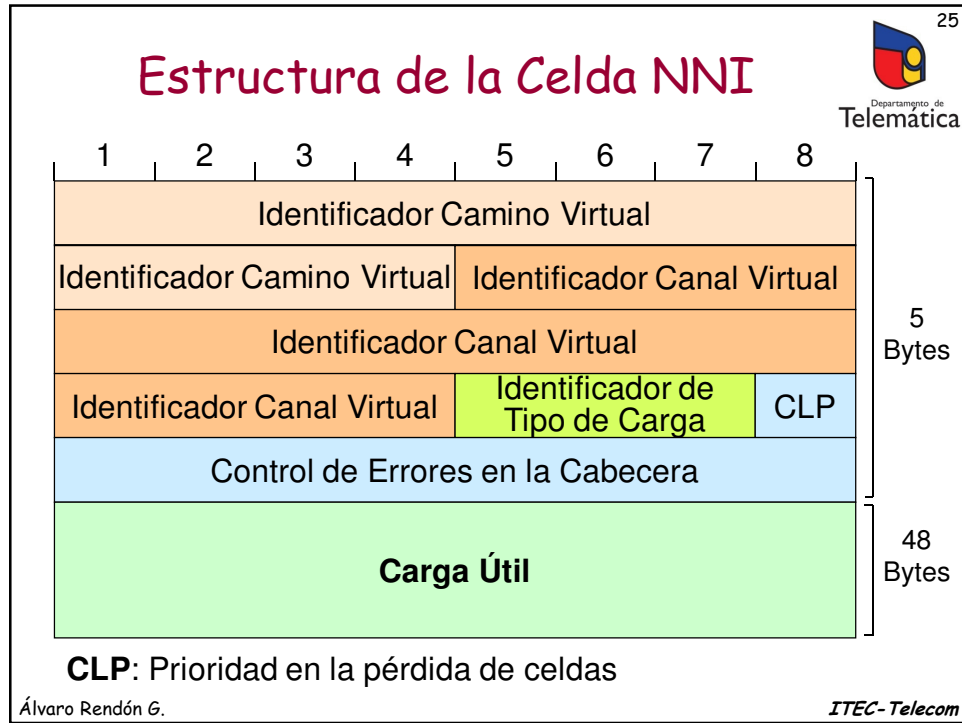 25
Estructura de la Celda NNI
Departamento de
Telemática
1 2 3 4 5 6 7 8
Identificador Camino Virtual
Identificador Camino Virtual
Identificador Canal Virtual
Identificador Canal Virtual
Identificador Canal Virtual
Identificador de
Tipo de Carga
CLP
Control de Errores en la Cabecera
5
Bytes
Carga Útil
48
Bytes
CLP: Prioridad en la pérdida de celdas
Álvaro Rendón G.
ITEC-Telecom